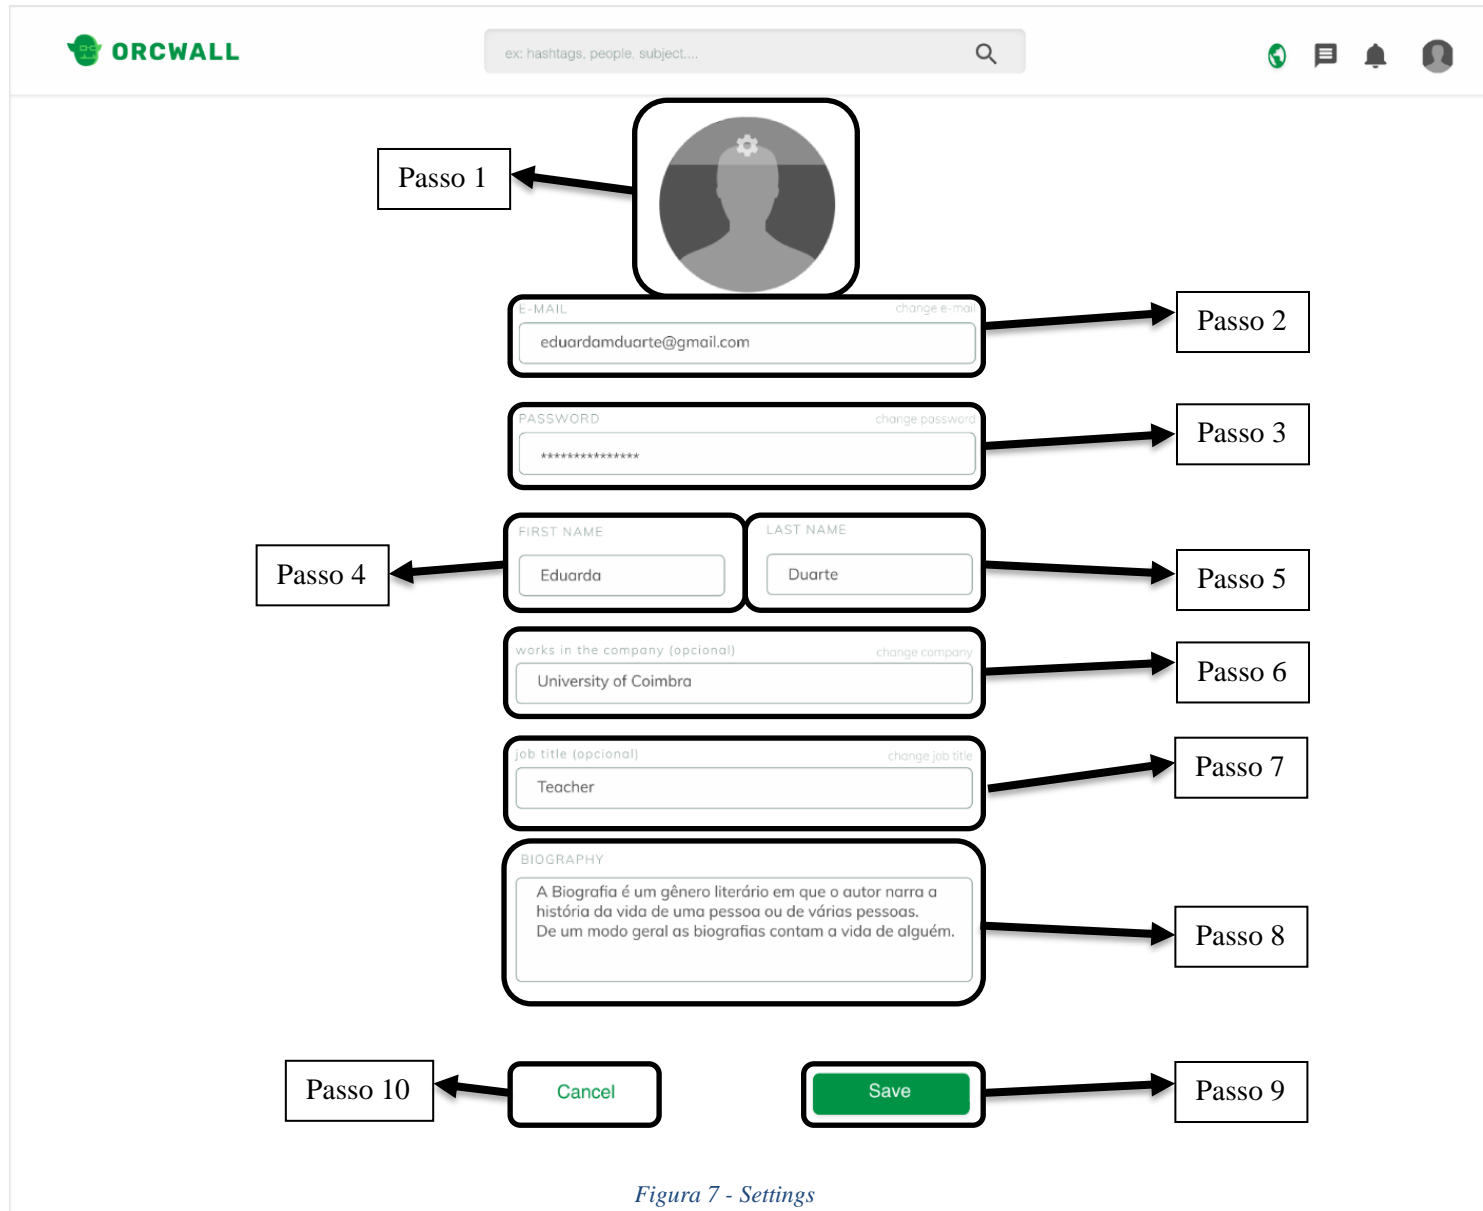 ORCWALL
ex: hashtags, people, subject....
Passo 1
E-MAIL
change e-mail
eduardamduarte@gmail.com
Passo 2
PASSWORD
change password
***************
Passo 3
FIRST NAME
LAST NAME
Eduarda
Duarte
Passo 4
Passo 5
works in the company (opcional)
change company
University of Coimbra
Passo 6
job title (opcional)
change job title
Teacher
Passo 7
BIOGRAPHY
A Biografia é um gênero literário em que o autor narra a
história da vida de uma pessoa ou de várias pessoas.
De um modo geral as biografias contam a vida de alguém.
Passo 8
Passo 10
Cancel
Save
Passo 9
Figura 7 - Settings